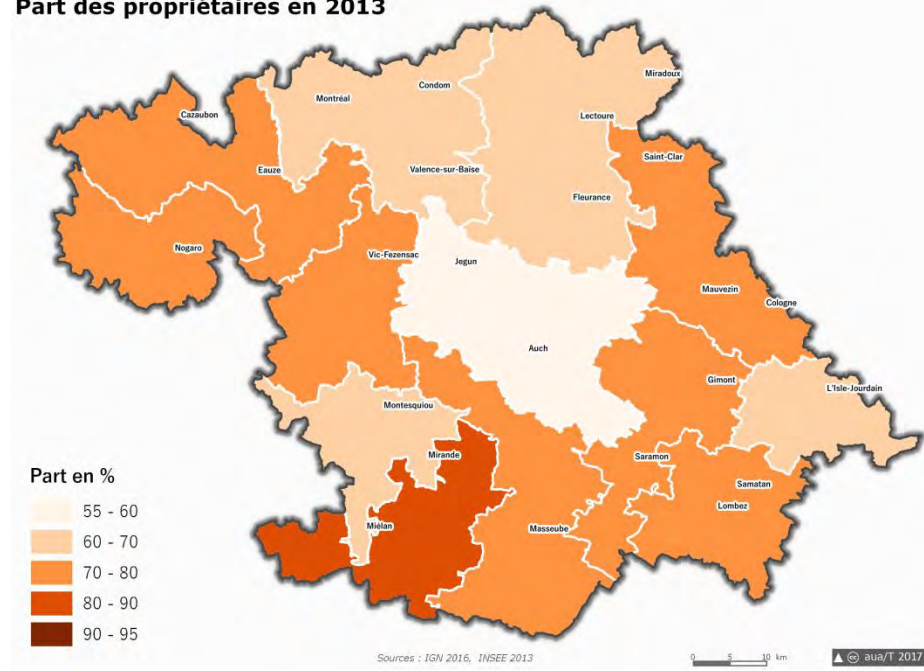 Part des propriétaires en 2013
Miradoux
Condom
Montréal
Cazaubon
Lectoure
Saint-Clar
Eauze
Valence-sur-Baïse
Fleurance
Nogaro
Vic-Fezensac
Jegun
Mauvezin
Cologne
Auch
Gimont
L'Isle-Jourdain
Montesquiou
Mirande
Saramon
Samatan
Lombez
Miélan
Masseube
Part en %
55 - 60
60 - 70
70 - 80
80 - 90
90 - 95
Sources : IGN 2016, INSEE 2013
0 5 10 km
aua/T 2017